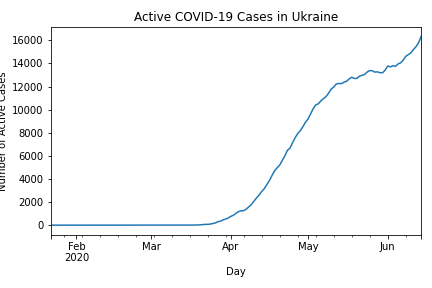 Active COVID-19 Cases in Ukraine
Number of Active Cases
16000
14000
12000
10000
8000
6000
4000
2000
0
Feb Mar Apr May Jun
2020
Day